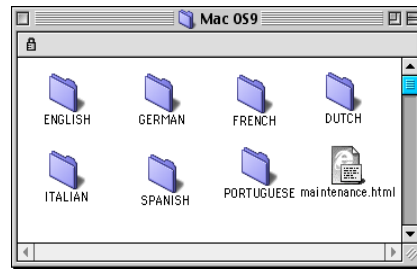 Mac OS9
ENGLISH GERMAN FRENCH DUTCH
ITALIAN SPANISH PORTUGUESE maintenance.html